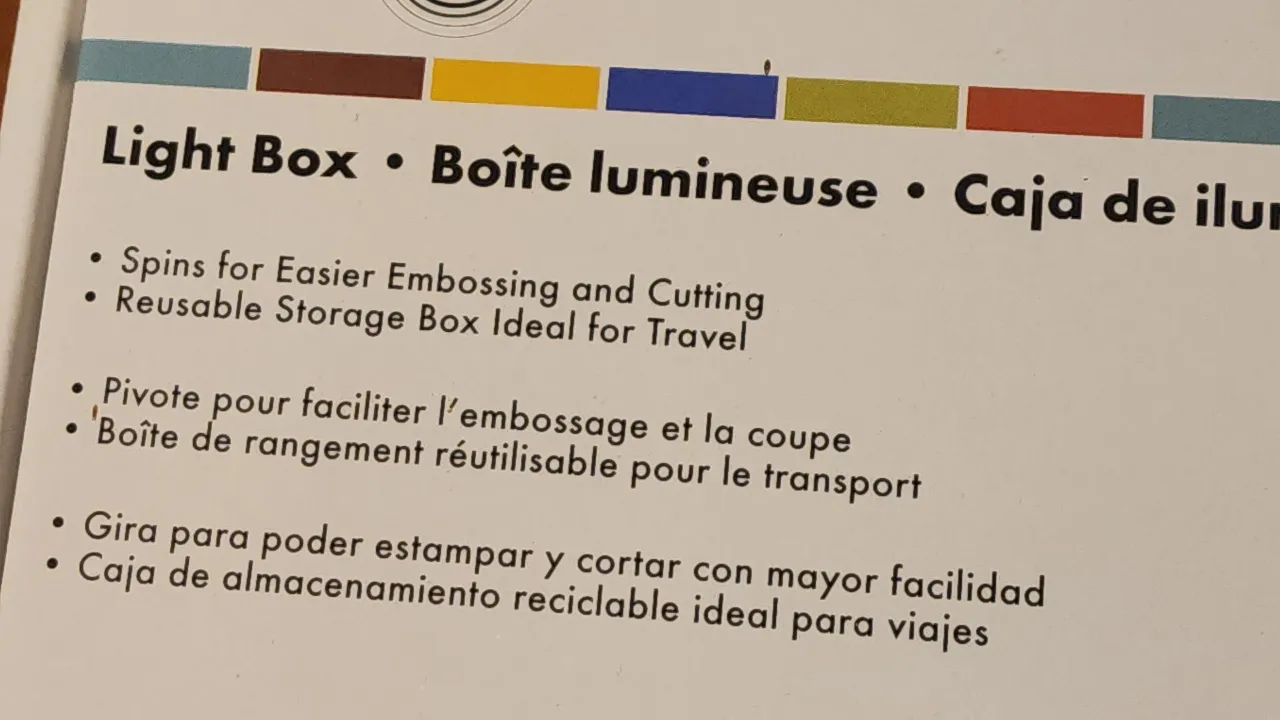 Light Box • Boîte lumineuse • Caja de
• Spins for Easier Embossing and Cutting
• Reusable Storage Box Ideal for Travel
• Pivote pour faciliter l'embossage et la coupe
• Boîte de rangement réutilisable pour le transport
• Gira para poder estampar y cortar con mayor facilidad
• Caja de almacenamiento reciclable ideal para viajes